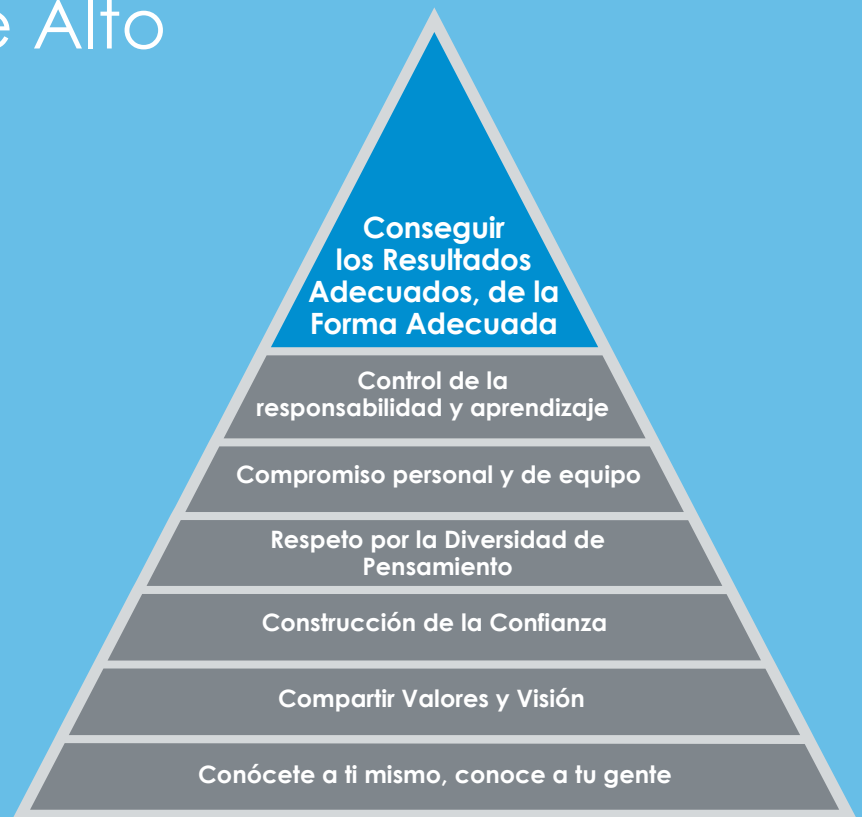 e Alto
Conseguir
los Resultados
Adecuados, de la
Forma Adecuada
Control de la
responsabilidad y aprendizaje
Compromiso personal y de equipo
Respeto por la Diversidad de
Pensamiento
Construcción de la Confianza
Compartir Valores y Visión
Conócete a ti mismo, conoce a tu gente